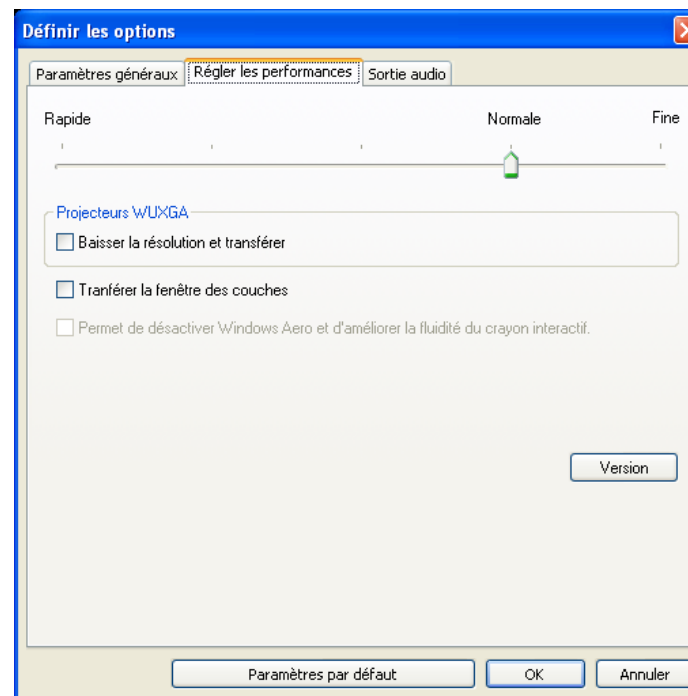 Définir les options
Paramètres généraux Régler les performances Sortie audio
Rapide Normale Fine
Projecteurs WUXGA
Baisser la résolution et transférer
Tranférer la fenêtre des couches
Permet de désactiver Windows Aero et d'améliorer la fluidité du crayon interactif.
Version
Paramètres par défaut OK Annuler